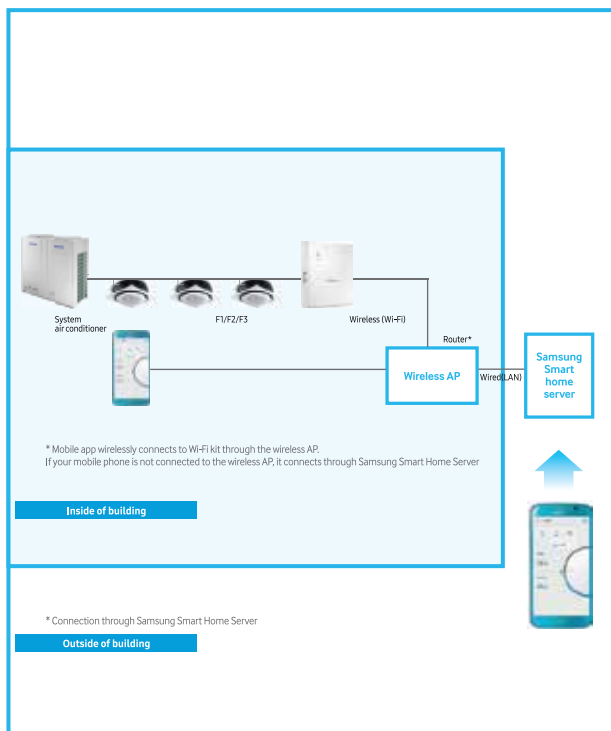 System
air conditioner
F1/F2/F3
Wireless (Wi-Fi)
Router*
Wireless AP
Wired(LAN)
Samsung
Smart
home
server
* Mobile app wirelessly connects to Wi-Fi kit through the wireless AP.
If your mobile phone is not connected to the wireless AP, it connects through Samsung Smart Home Server
Inside of building
* Connection through Samsung Smart Home Server
Outside of building